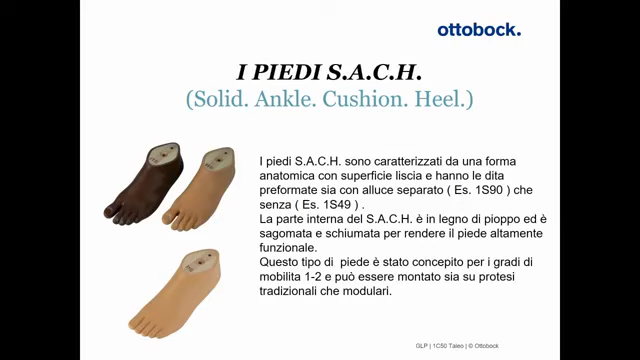 ottobock.
I PIEDI S.A.C.H.
(Solid. Ankle. Cushion. Heel.)
I piedi S.A.C.H. sono caratterizzati da una forma
anatomica con superficie liscia e hanno le dita
preformate sia con alluce separato ( Es. 1S90 ) che
senza ( Es. 1S49 ) .
La parte interna del S.A.C.H. è in legno di pioppo ed è
sagomata e schiumata per rendere il piede altamente
funzionale.
Questo tipo di piede è stato concepito per i gradi di
mobilita 1-2 e può essere montato sia su protesi
tradizionali che modulari.
GLP | 1C50 Taleo | © Ottobock